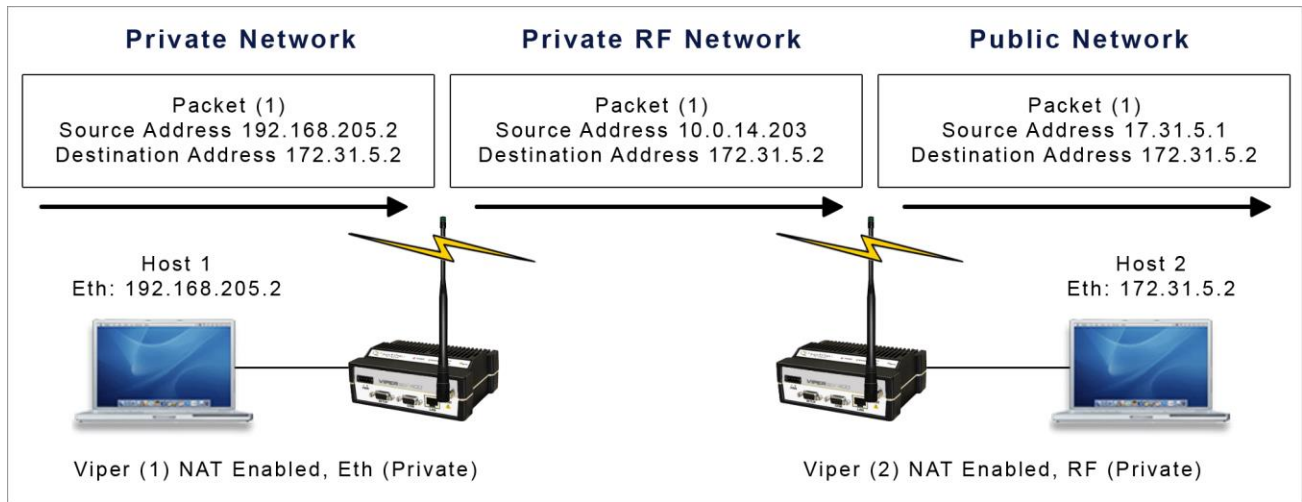 Private Network
Private RF Network
Public Network
Packet (1)
Source Address 192.168.205.2
Destination Address 172.31.5.2
Packet (1)
Source Address 10.0.14.203
Destination Address 172.31.5.2
Packet (1)
Source Address 17.31.5.1
Destination Address 172.31.5.2
Host 1
Eth: 192.168.205.2
Host 2
Eth: 172.31.5.2
VIPER
VIPER
Viper (1) NAT Enabled, Eth (Private)
Viper (2) NAT Enabled, RF (Private)